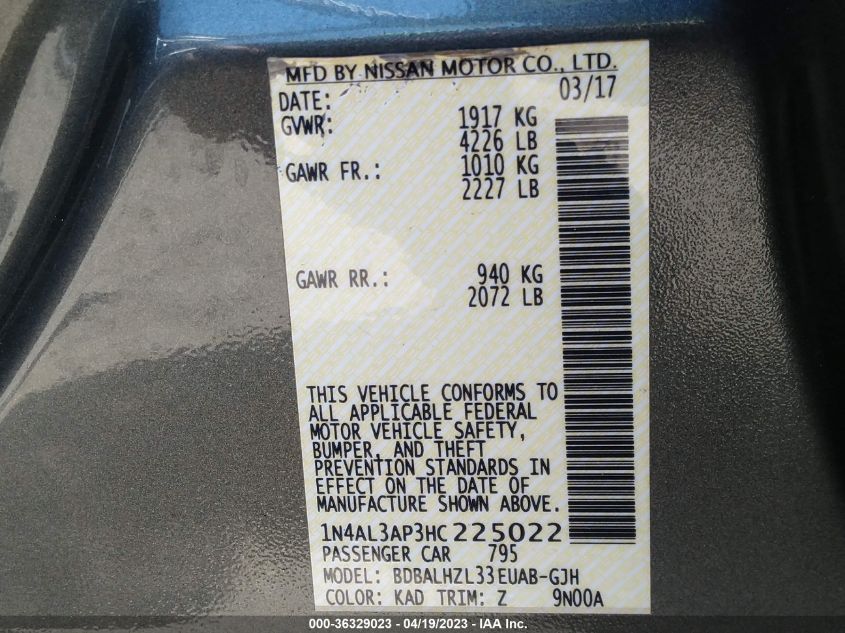 MFD BY NISSAN MOTOR CO., LTD.
DATE: 03/17
GVWR: 1917 KG
4226 LB
GAWR FR.: 1010 KG
2227 LB
GAWR RR.: 940 KG
2072 LB
THIS VEHICLE CONFORMS TO
ALL APPLICABLE FEDERAL
MOTOR VEHICLE SAFETY,
BUMPER, AND THEFT
PREVENTION STANDARDS IN
EFFECT ON THE DATE OF
MANUFACTURE SHOWN ABOVE.
1N4AL3AP3HC225022
PASSENGER CAR 795
MODEL: BDBALHZL33EUAB-GJH
COLOR: KAD TRIM: Z 9N00A
000-36329023 - 04/19/2023 - IAA Inc.